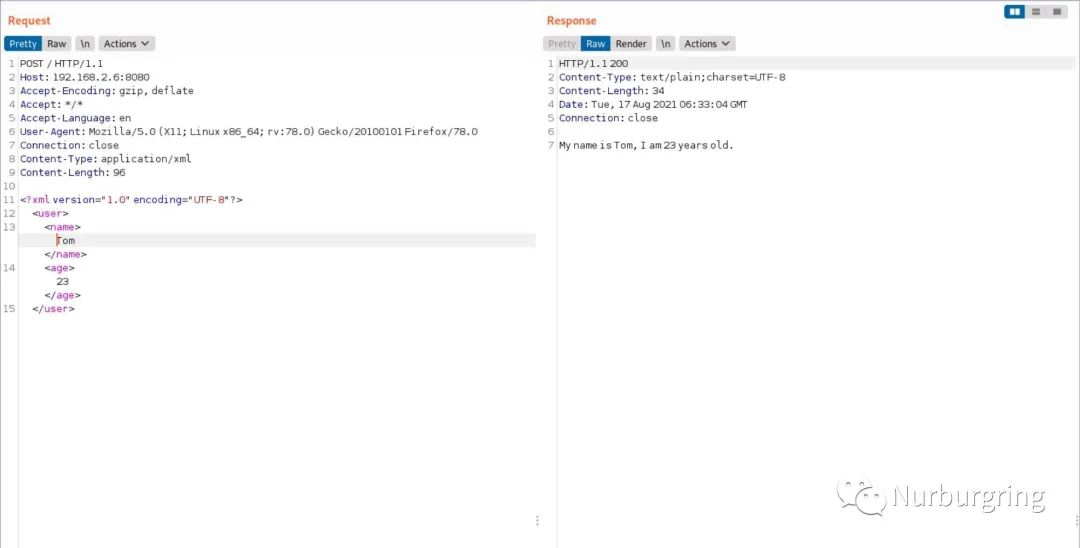 Request
Pretty Raw \n Actions
1 POST / HTTP/1.1
2 Host: 192.168.2.6:8080
3 Accept-Encoding: gzip, deflate
4 Accept: */*
5 Accept-Language: en
6 User-Agent: Mozilla/5.0 (X11; Linux x86_64; rv:78.0) Gecko/20100101 Firefox/78.0
7 Connection: close
8 Content-Type: application/xml
9 Content-Length: 96
10
11 <?xml version="1.0" encoding="UTF-8"?>
12 <user>
13 <name>
Tom
</name>
14 <age>
23
</age>
15 </user>
Response
Pretty Raw Render \n Actions
1 HTTP/1.1 200
2 Content-Type: text/plain;charset=UTF-8
3 Content-Length: 34
4 Date: Tue, 17 Aug 2021 06:33:04 GMT
5 Connection: close
6
7 My name is Tom, I am 23 years old.
Nurburgring